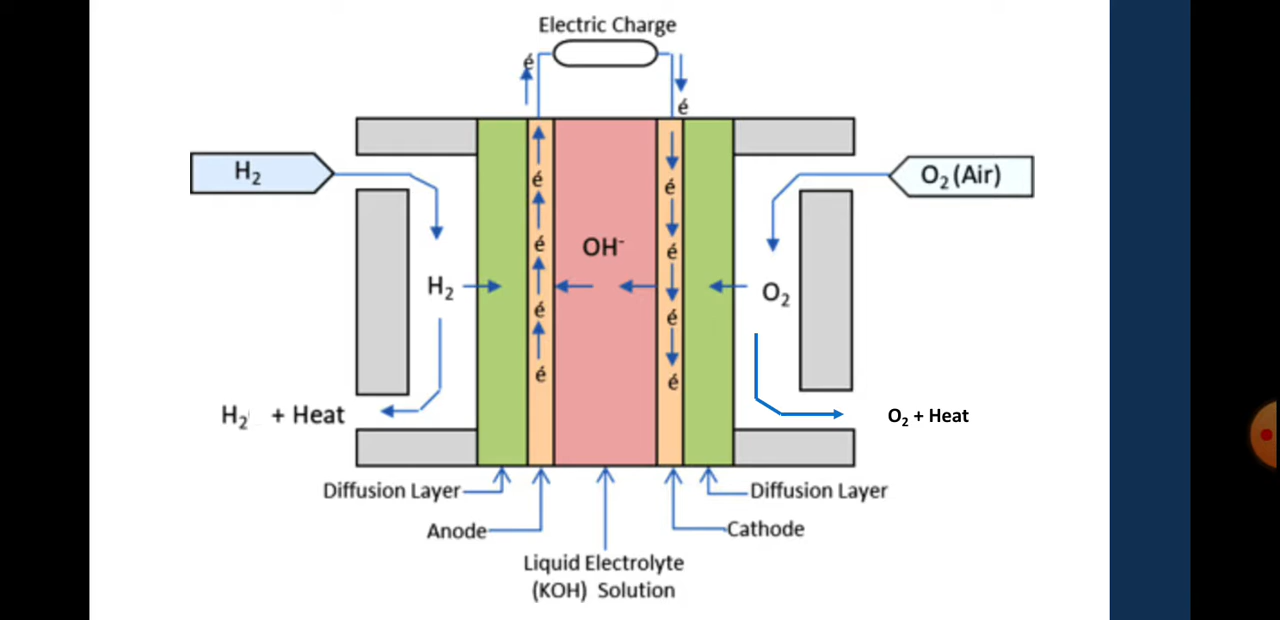 Electric Charge
é
é
H₂
O₂ (Air)
é
é
é
OH⁻
é
H₂
O₂
é
é
é
é
H₂ + Heat
O₂ + Heat
Diffusion Layer
Diffusion Layer
Anode
Cathode
Liquid Electrolyte
(KOH) Solution